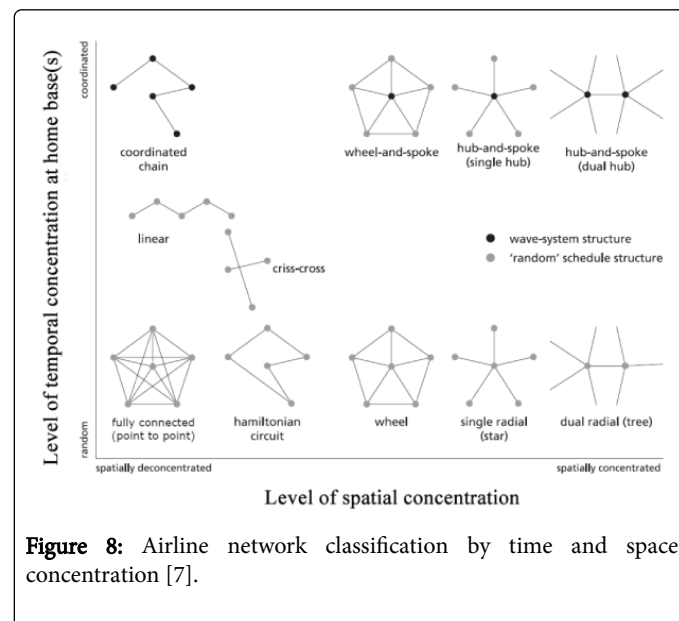 Level of temporal concentration at home base(s)
coordinated
random
coordinated
chain
wheel-and-spoke
hub-and-spoke
(single hub)
hub-and-spoke
(dual hub)
linear
criss-cross
wave-system structure
'random' schedule structure
fully connected
(point to point)
hamiltonian
circuit
wheel
single radial
(star)
dual radial (tree)
spatially deconcentrated
spatially concentrated
Level of spatial concentration
Figure 8: Airline network classification by time and space
concentration [7].